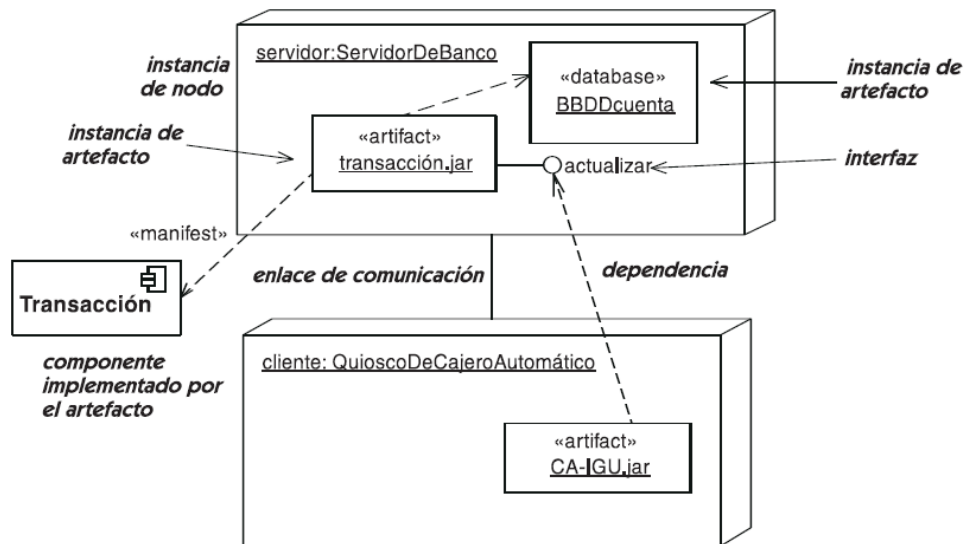 servidor:ServidorDeBanco
instancia
de nodo
«database»
BBDDcuenta
instancia de
artefacto
instancia de
artefacto
«artifact»
transacción.jar
actualizar
interfaz
«manifest»
Transacción
enlace de comunicación
dependencia
componente
implementado por
el artefacto
cliente: QuioscoDeCajeroAutomático
«artifact»
CA-IGU.jar